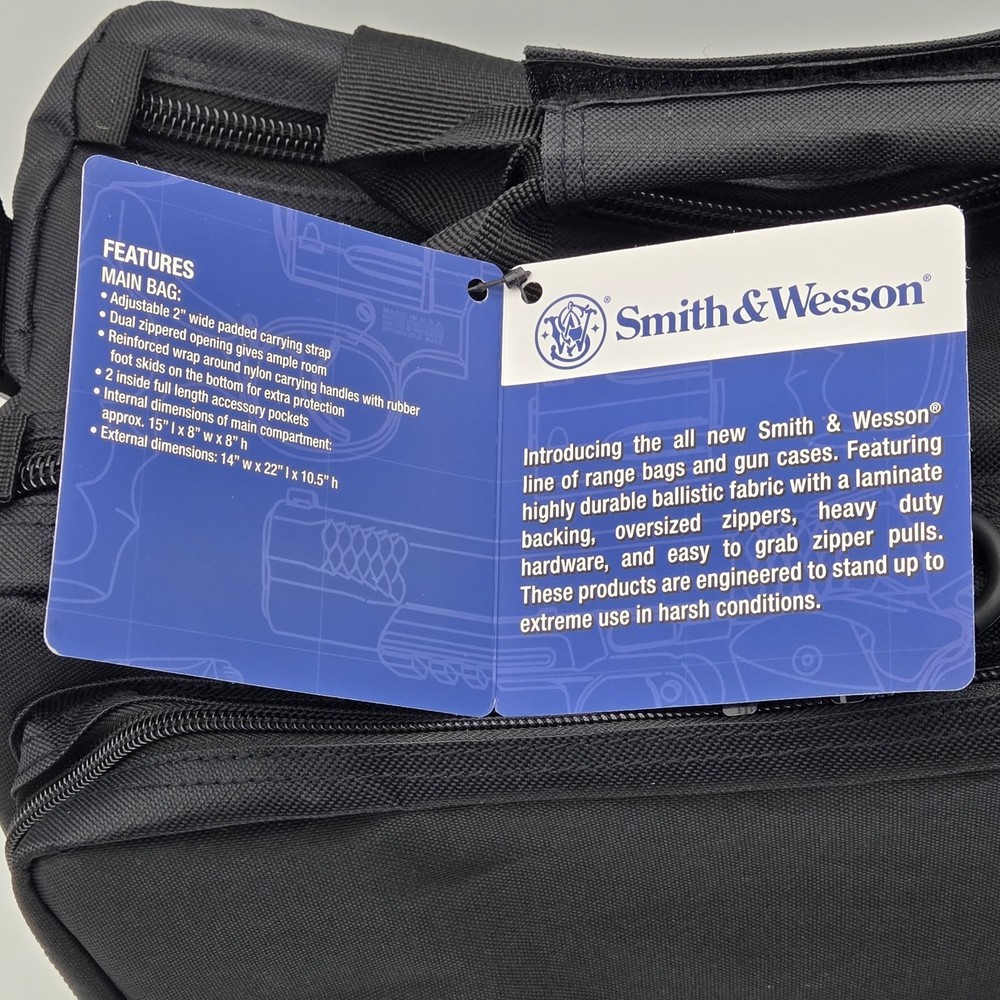 FEATURES
MAIN BAG:
• Adjustable 2” wide padded carrying strap
• Dual zippered opening gives ample room
• Reinforced wrap around nylon carrying handles with rubber
foot skids on the bottom for extra protection
• 2 inside full length accessory pockets
• Internal dimensions of main compartment:
approx. 15” l x 8” w x 8” h
• External dimensions: 14” w x 22” l x 10.5” h
Smith&Wesson®
Introducing the all new Smith & Wesson®
line of range bags and gun cases. Featuring
highly durable ballistic fabric with a laminate
backing, oversized zippers, heavy duty
hardware, and easy to grab zipper pulls.
These products are engineered to stand up to
extreme use in harsh conditions.